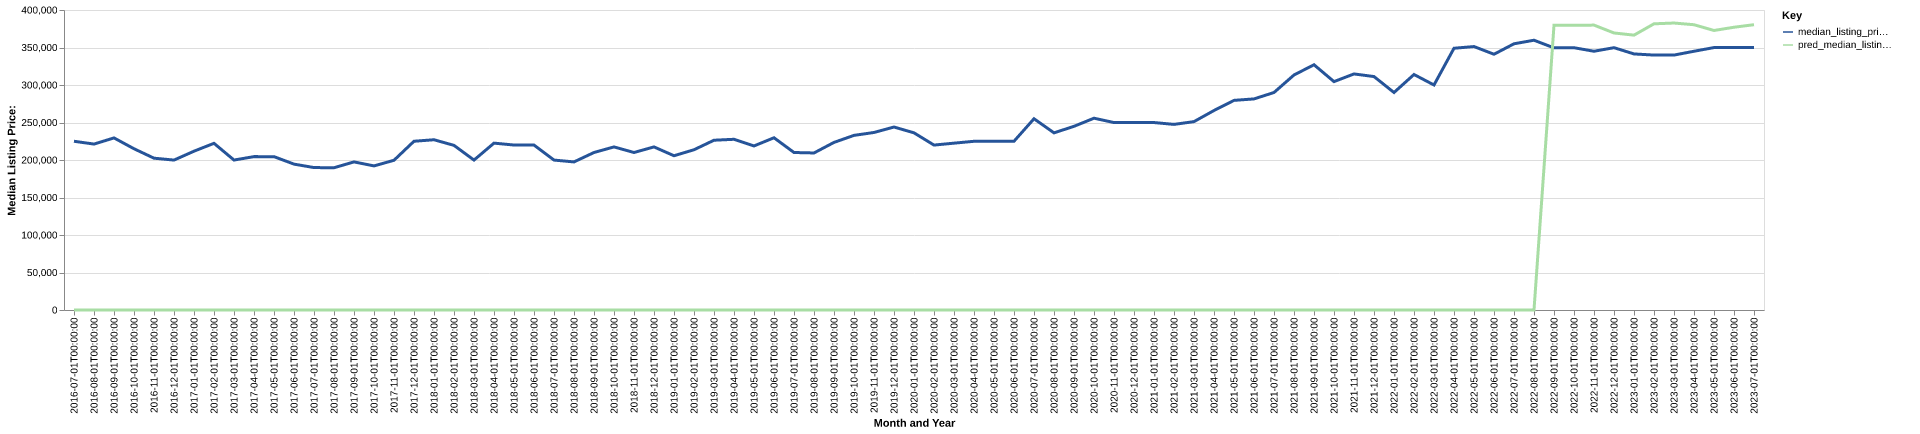 400,000
350,000
300,000
250,000
200,000
150,000
100,000
50,000
0
Median Listing Price:
2016-07-01T00:00:00
2016-08-01T00:00:00
2016-09-01T00:00:00
2016-10-01T00:00:00
2016-11-01T00:00:00
2016-12-01T00:00:00
2017-01-01T00:00:00
2017-02-01T00:00:00
2017-03-01T00:00:00
2017-04-01T00:00:00
2017-05-01T00:00:00
2017-06-01T00:00:00
2017-07-01T00:00:00
2017-08-01T00:00:00
2017-09-01T00:00:00
2017-10-01T00:00:00
2017-11-01T00:00:00
2017-12-01T00:00:00
2018-01-01T00:00:00
2018-02-01T00:00:00
2018-03-01T00:00:00
2018-04-01T00:00:00
2018-05-01T00:00:00
2018-06-01T00:00:00
2018-07-01T00:00:00
2018-08-01T00:00:00
2018-09-01T00:00:00
2018-10-01T00:00:00
2018-11-01T00:00:00
2018-12-01T00:00:00
2019-01-01T00:00:00
2019-02-01T00:00:00
2019-03-01T00:00:00
2019-04-01T00:00:00
2019-05-01T00:00:00
2019-06-01T00:00:00
2019-07-01T00:00:00
2019-08-01T00:00:00
2019-09-01T00:00:00
2019-10-01T00:00:00
2019-11-01T00:00:00
2019-12-01T00:00:00
2020-01-01T00:00:00
2020-02-01T00:00:00
2020-03-01T00:00:00
2020-04-01T00:00:00
2020-05-01T00:00:00
2020-06-01T00:00:00
2020-07-01T00:00:00
2020-08-01T00:00:00
2020-09-01T00:00:00
2020-10-01T00:00:00
2020-11-01T00:00:00
2020-12-01T00:00:00
2021-01-01T00:00:00
2021-02-01T00:00:00
2021-03-01T00:00:00
2021-04-01T00:00:00
2021-05-01T00:00:00
2021-06-01T00:00:00
2021-07-01T00:00:00
2021-08-01T00:00:00
2021-09-01T00:00:00
2021-10-01T00:00:00
2021-11-01T00:00:00
2021-12-01T00:00:00
2022-01-01T00:00:00
2022-02-01T00:00:00
2022-03-01T00:00:00
2022-04-01T00:00:00
2022-05-01T00:00:00
2022-06-01T00:00:00
2022-07-01T00:00:00
2022-08-01T00:00:00
2022-09-01T00:00:00
2022-10-01T00:00:00
2022-11-01T00:00:00
2022-12-01T00:00:00
2023-01-01T00:00:00
2023-02-01T00:00:00
2023-03-01T00:00:00
2023-04-01T00:00:00
2023-05-01T00:00:00
2023-06-01T00:00:00
2023-07-01T00:00:00
Month and Year
Key
median_listing_pri…
pred_median_listin…